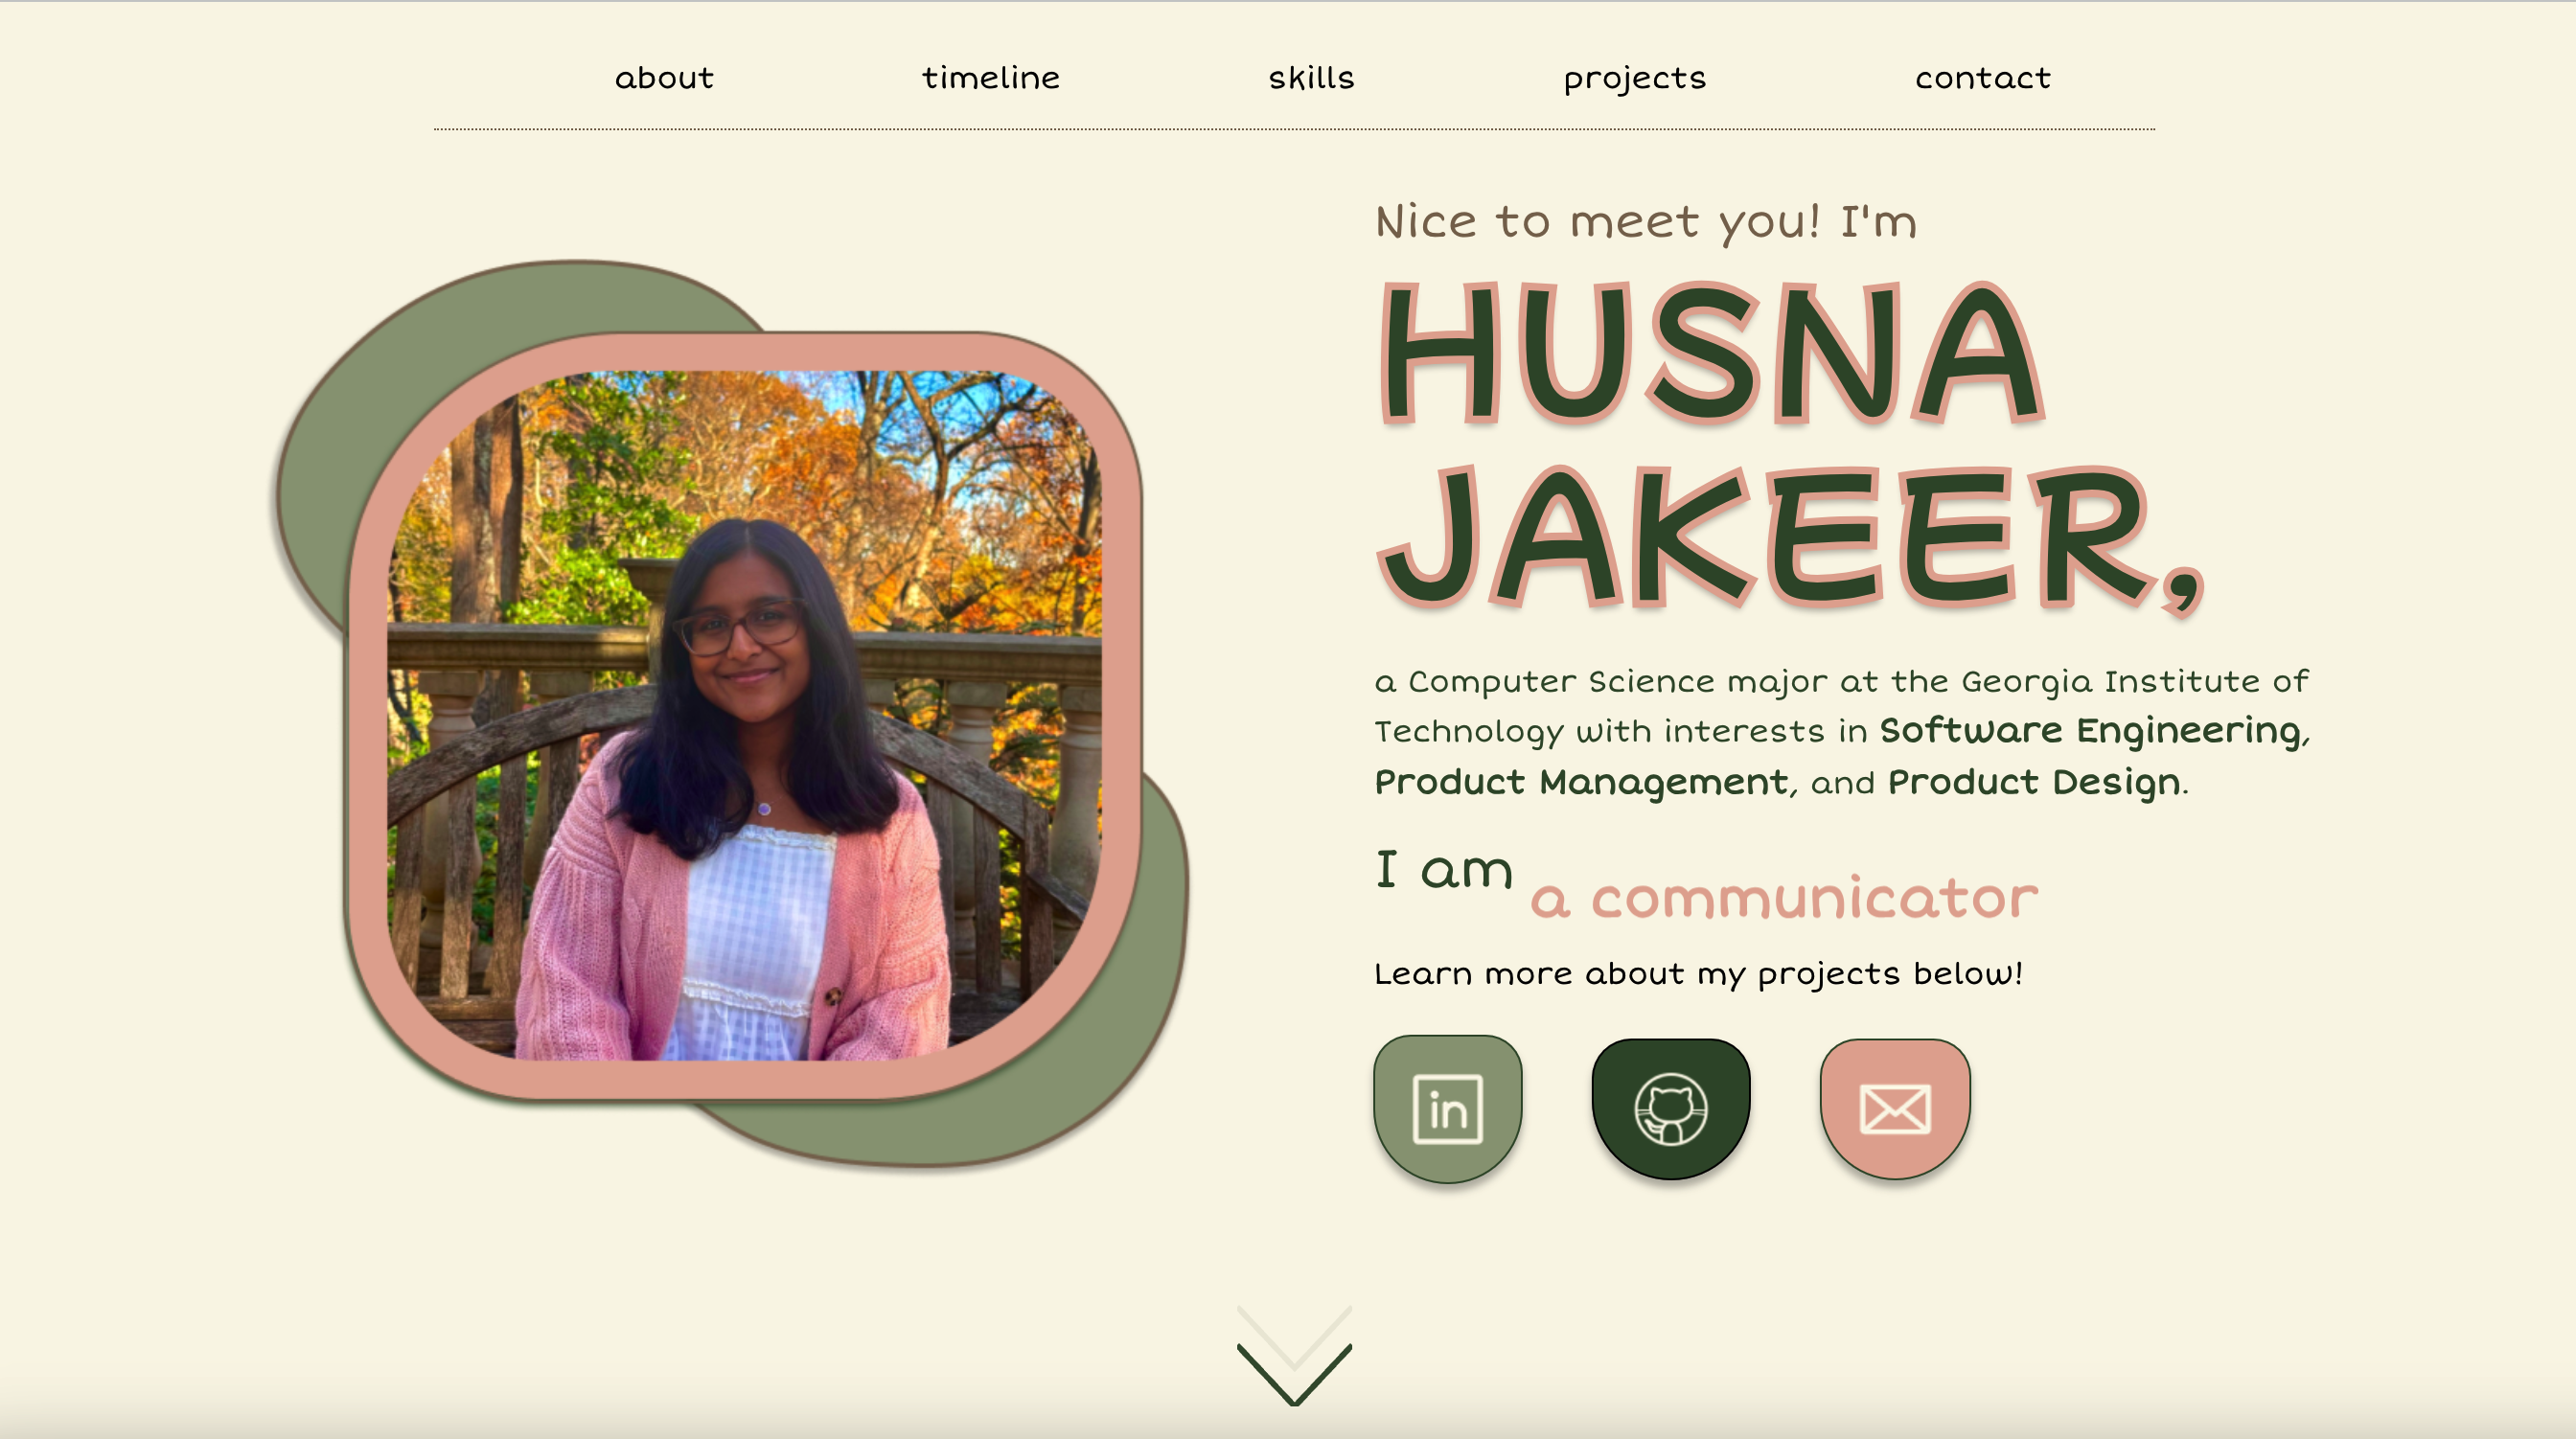 about timeline skills projects contact
Nice to meet you! I'm
HUSNA
JAKEER,
a Computer Science major at the Georgia Institute of
Technology with interests in Software Engineering,
Product Management, and Product Design.
I am a communicator
Learn more about my projects below!
in